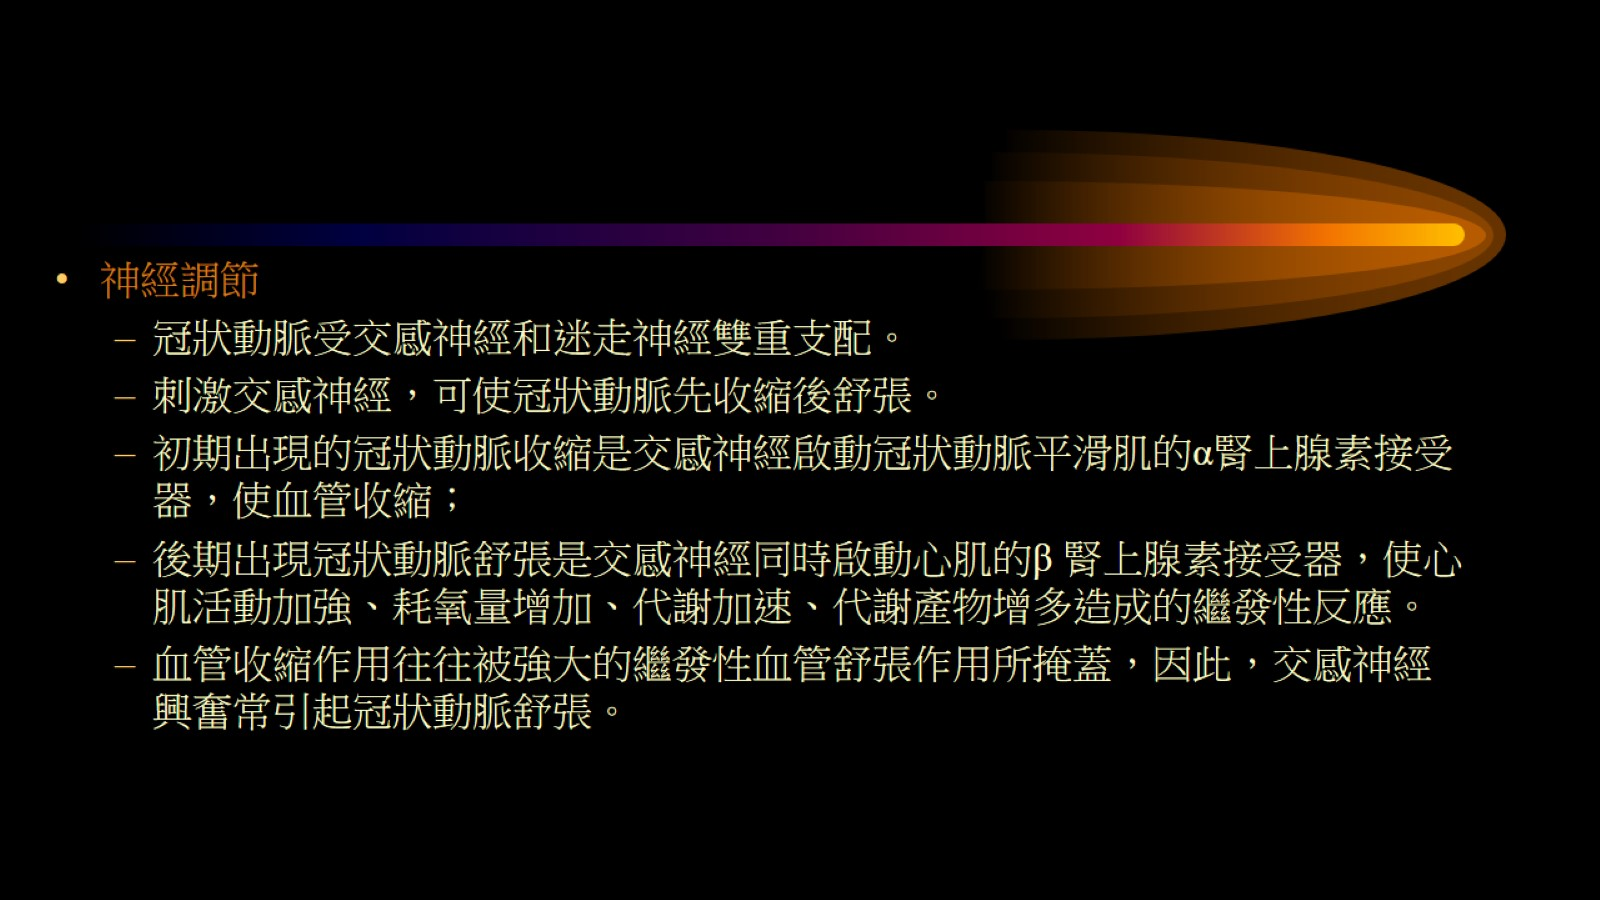 • 神經調節
– 冠狀動脈受交感神經和迷走神經雙重支配。
– 刺激交感神經，可使冠狀動脈先收縮後舒張。
– 初期出現的冠狀動脈收縮是交感神經啟動冠狀動脈平滑肌的α腎上腺素接受
器，使血管收縮；
– 後期出現冠狀動脈舒張是交感神經同時啟動心肌的β 腎上腺素接受器，使心
肌活動加強、耗氧量增加、代謝加速、代謝產物增多造成的繼發性反應。
– 血管收縮作用往往被強大的繼發性血管舒張作用所掩蓋，因此，交感神經
興奮常引起冠狀動脈舒張。